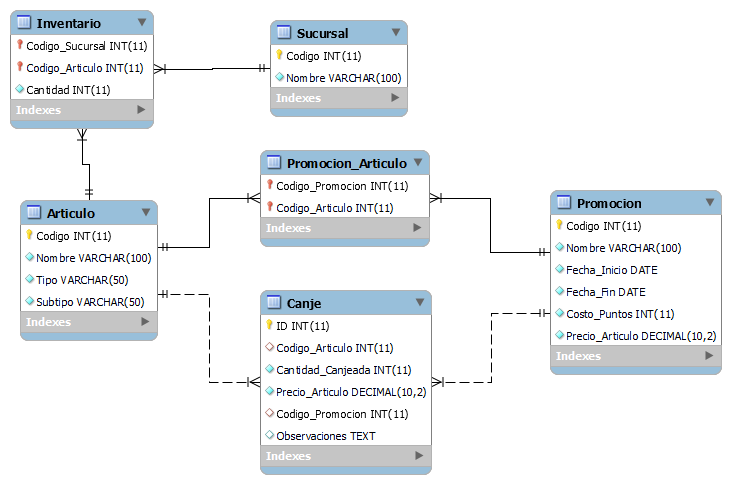 Inventario
Codigo_Sucursal INT(11)
Codigo_Articulo INT(11)
Cantidad INT(11)
Indexes
Sucursal
Codigo INT(11)
Nombre VARCHAR(100)
Indexes
Promocion_Articulo
Codigo_Promocion INT(11)
Codigo_Articulo INT(11)
Indexes
Articulo
Codigo INT(11)
Nombre VARCHAR(100)
Tipo VARCHAR(50)
Subtipo VARCHAR(50)
Indexes
Promocion
Codigo INT(11)
Nombre VARCHAR(100)
Fecha_Inicio DATE
Fecha_Fin DATE
Costo_Puntos INT(11)
Precio_Articulo DECIMAL(10,2)
Indexes
Canje
ID INT(11)
Codigo_Articulo INT(11)
Cantidad_Canjeada INT(11)
Precio_Articulo DECIMAL(10,2)
Codigo_Promocion INT(11)
Observaciones TEXT
Indexes